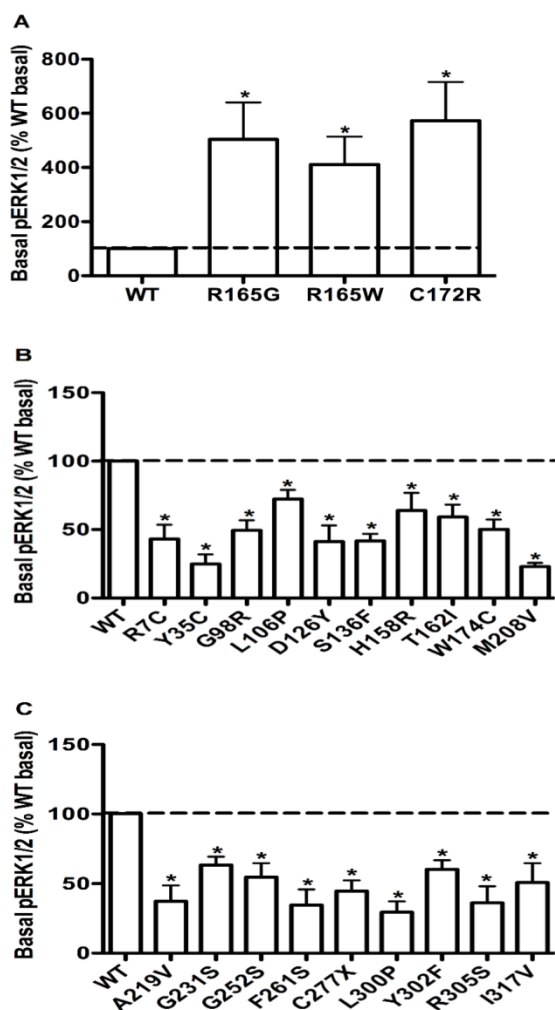 A
Basal pERK1/2 (% WT basal)
800
600
400
200
0
* * *
WT R165G R165W C172R
B
Basal pERK1/2 (% WT basal)
150
100
50
0
* * * * * * * * * *
WT R7C Y35C G98R L106P D126Y S136F H158R T162I W174C M208V
C
Basal pERK1/2 (% WT basal)
150
100
50
0
* * * * * * * * *
WT A219V G231S G252S F261S C277X L300P Y302F R305S I317V